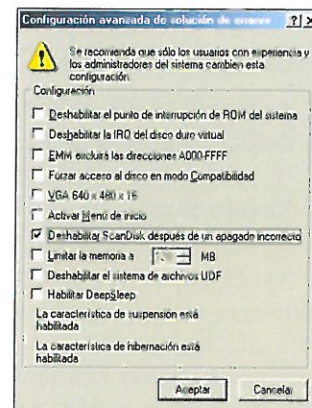 Configuración avanzada de solución de errores
Se recomienda que sólo los usuarios con experiencia y
los administradores del sistema cambien esta
configuración.
Configuración
Deshabilitar el punto de interrupción de ROM del sistema
Deshabilitar la IRQ del disco duro virtual
EMM excluirá las direcciones A000-FFFF
Forzar acceso al disco en modo Compatibilidad
VGA 640 x 480 x 16
Activar Menú de inicio
Deshabilitar ScanDisk después de un apagado incorrecto
Limitar la memoria a MB
Deshabilitar el sistema de archivos UDF
Habilitar DeepSleep
La característica de suspensión está
habilitada
La característica de hibernación está
habilitada
Aceptar Cancelar